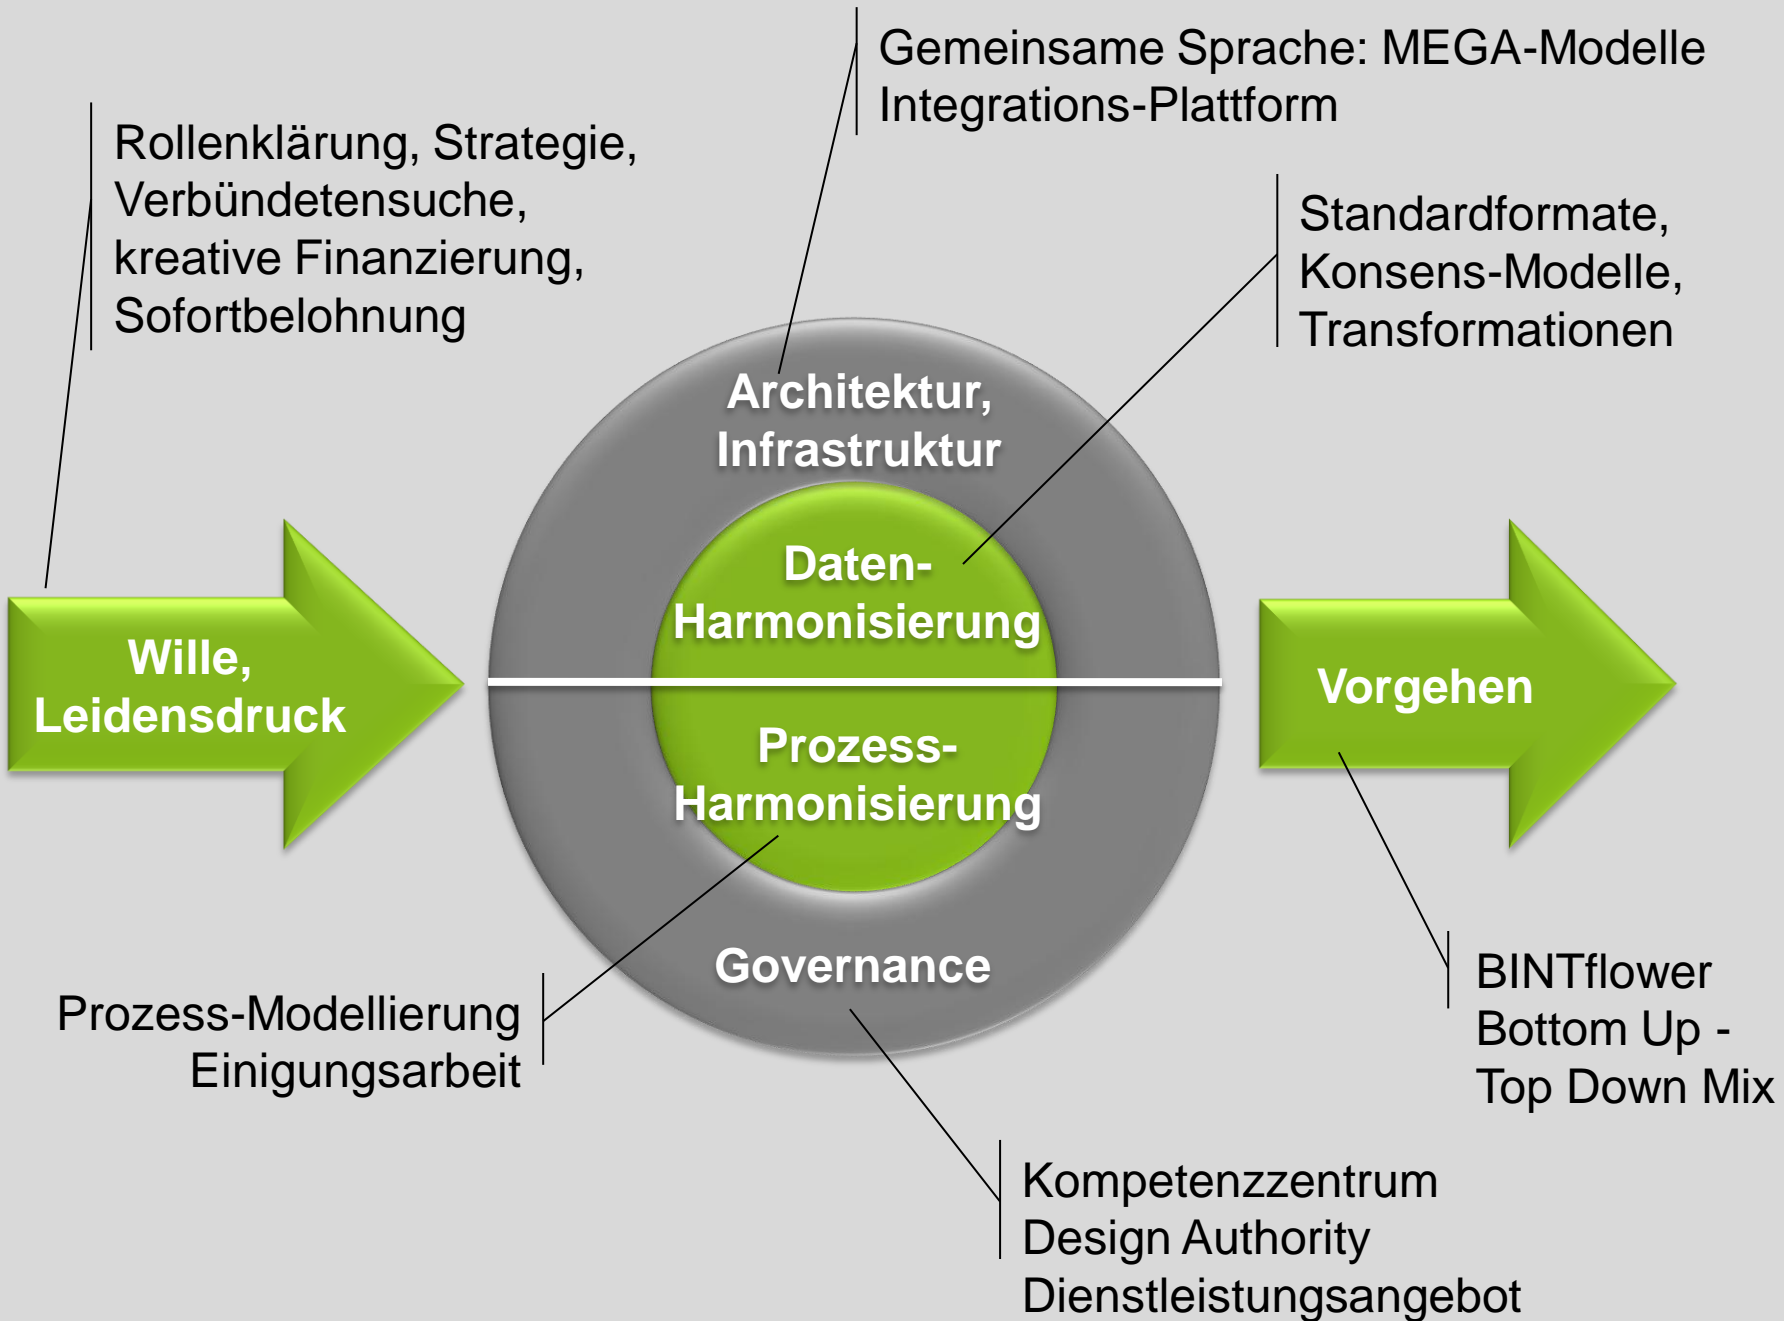 Gemeinsame Sprache: MEGA-Modelle
Integrations-Plattform
Rollenklärung, Strategie,
Verbündetensuche,
kreative Finanzierung,
Sofortbelohnung
Standardformate,
Konsens-Modelle,
Transformationen
Architektur,
Infrastruktur
Daten-
Harmonisierung
Wille,
Leidensdruck
Vorgehen
Prozess-
Harmonisierung
Governance
Prozess-Modellierung
Einigungsarbeit
BINTflower
Bottom Up -
Top Down Mix
Kompetenzzentrum
Design Authority
Dienstleistungsangebot